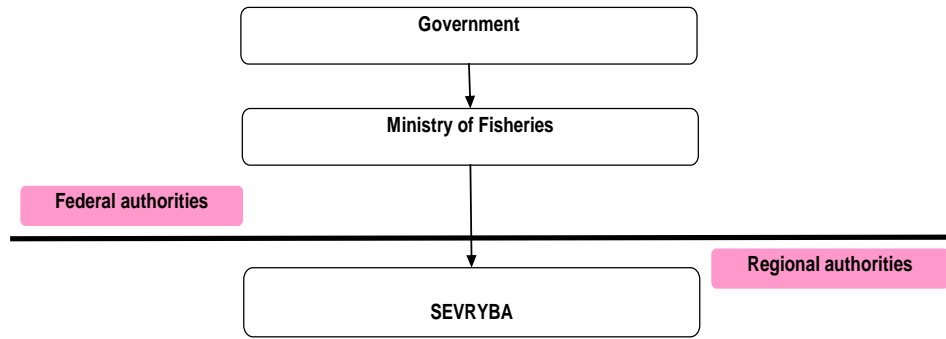 Government
Ministry of Fisheries
Federal authorities
Regional authorities
SEVRYBA